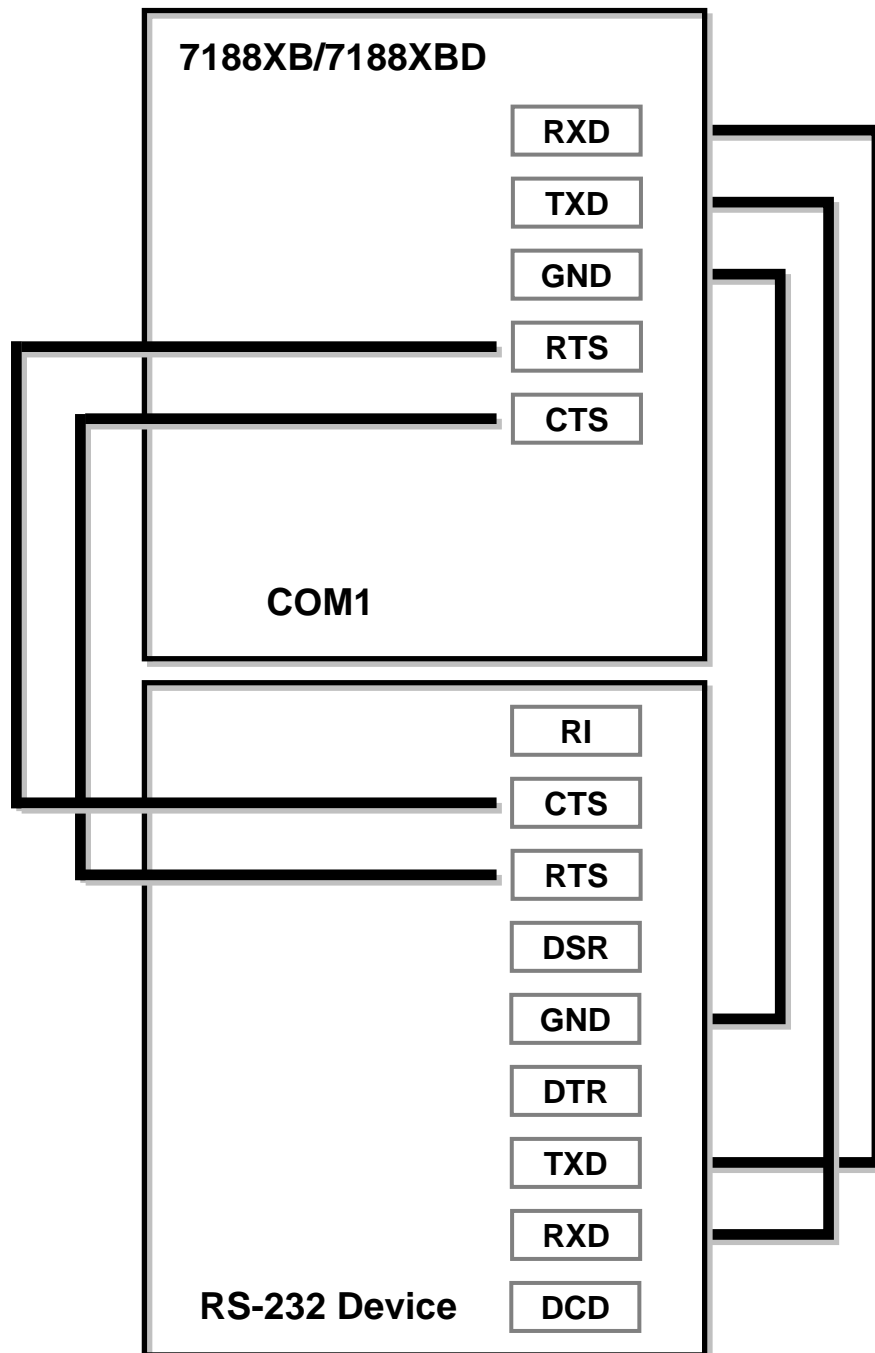 7188XB/7188XBD
RXD
TXD
GND
RTS
CTS
COM1
RI
CTS
RTS
DSR
GND
DTR
TXD
RXD
RS-232 Device
DCD